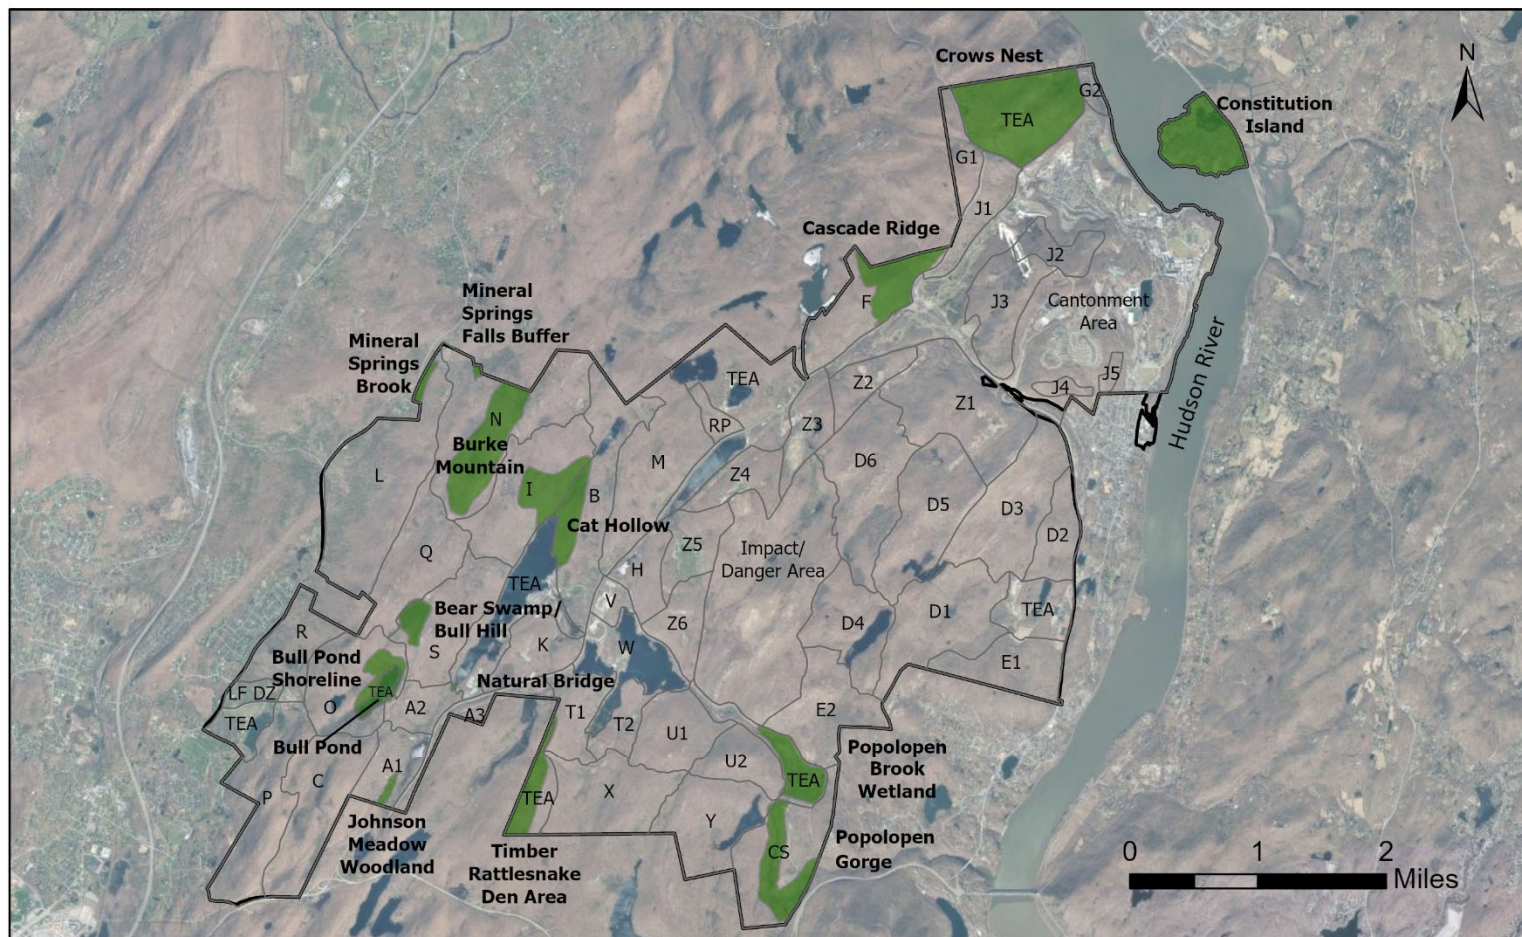 Crows Nest
N
G2
TEA
Constitution
Island
G1
J1
Cascade Ridge
J2
F
J3
Cantonment
Area
Hudson River
Mineral
Springs
Falls Buffer
Mineral
Springs
Brook
TEA
Z2
J5
J4
Z1
N
RP
Z3
Burke
Mountain
L
M
Z4
D6
I
B
D5
D3
Cat Hollow
D2
Q
Z5
Impact/
Danger Area
TEA
H
V
Bear Swamp/
Bull Hill
D1
TEA
Z6
D4
R
S
K
W
E1
Bull Pond
Shoreline
TEA
Natural Bridge
LF
DZ
O
A2
A3
T1
T2
E2
TEA
U1
Bull Pond
U2
Popolopen
Brook
Wetland
TEA
A1
C
P
TEA
X
Y
Johnson
Meadow
Woodland
Timber
Rattlesnake
Den Area
CS
Popolopen
Gorge
0
1
2
Miles